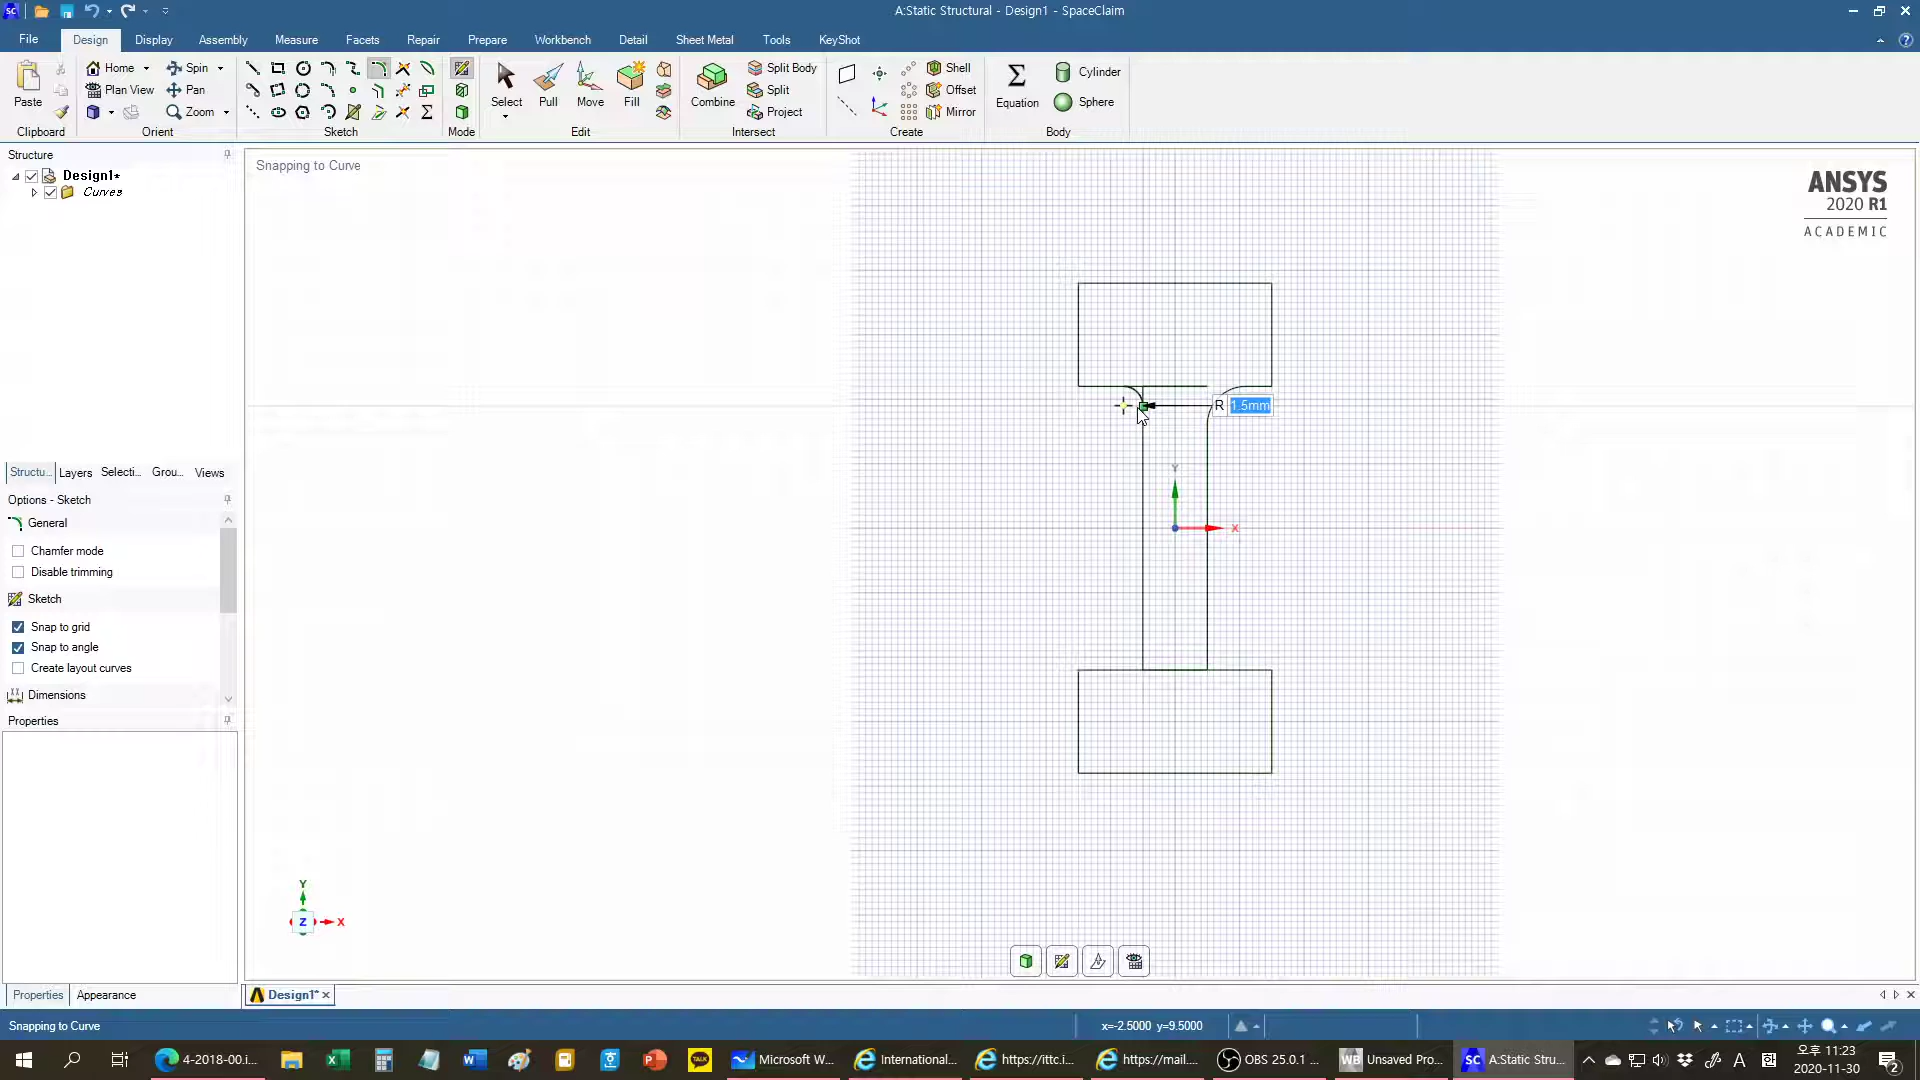 A:Static Structural - Design1 - SpaceClaim
File Design Display Assembly Measure Facets Repair Prepare Workbench Detail Sheet Metal Tools KeyShot
Home Spin Split Body Shell Cylinder
Plan View Pan Split Offset
Paste Zoom Select Pull Move Fill Combine Project Mirror Equation Sphere
Clipboard Orient Sketch Mode Edit Intersect Create Body
Structure
Snapping to Curve
Design1*
Curves
ANSYS
2020 R1
ACADEMIC
R 1.5mm
Y
X
Structu... Layers Selecti... Grou... Views
Options - Sketch
General
Chamfer mode
Disable trimming
Sketch
Snap to grid
Snap to angle
Create layout curves
Dimensions
Properties
Y
Z X
Properties Appearance
Design1*
Snapping to Curve
x=-2.5000 y=9.5000
4-2018-00.i...
Microsoft W...
International...
https://ittc.i...
https://mail....
OBS 25.0.1 ...
Unsaved Pro...
A:Static Stru...
오후 11:23
2020-11-30